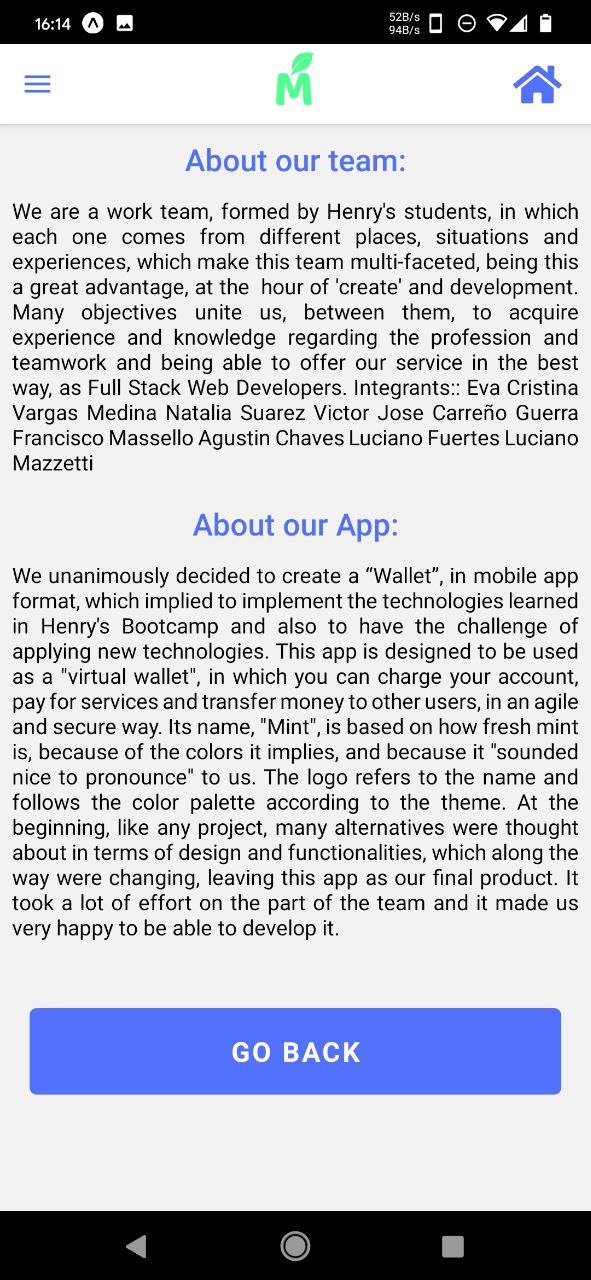 16:14
52B/s
94B/s
M
About our team:
We are a work team, formed by Henry's students, in which
each one comes from different places, situations and
experiences, which make this team multi-faceted, being this
a great advantage, at the  hour of 'create' and development.
Many objectives unite us, between them, to acquire
experience and knowledge regarding the profession and
teamwork and being able to offer our service in the best
way, as Full Stack Web Developers. Integrants:: Eva Cristina
Vargas Medina Natalia Suarez Victor Jose Carreño Guerra
Francisco Massello Agustin Chaves Luciano Fuertes Luciano
Mazzetti
About our App:
We unanimously decided to create a “Wallet”, in mobile app
format, which implied to implement the technologies learned
in Henry's Bootcamp and also to have the challenge of
applying new technologies. This app is designed to be used
as a "virtual wallet", in which you can charge your account,
pay for services and transfer money to other users, in an agile
and secure way. Its name, "Mint", is based on how fresh mint
is, because of the colors it implies, and because it "sounded
nice to pronounce" to us. The logo refers to the name and
follows the color palette according to the theme. At the
beginning, like any project, many alternatives were thought
about in terms of design and functionalities, which along the
way were changing, leaving this app as our final product. It
took a lot of effort on the part of the team and it made us
very happy to be able to develop it.
GO BACK